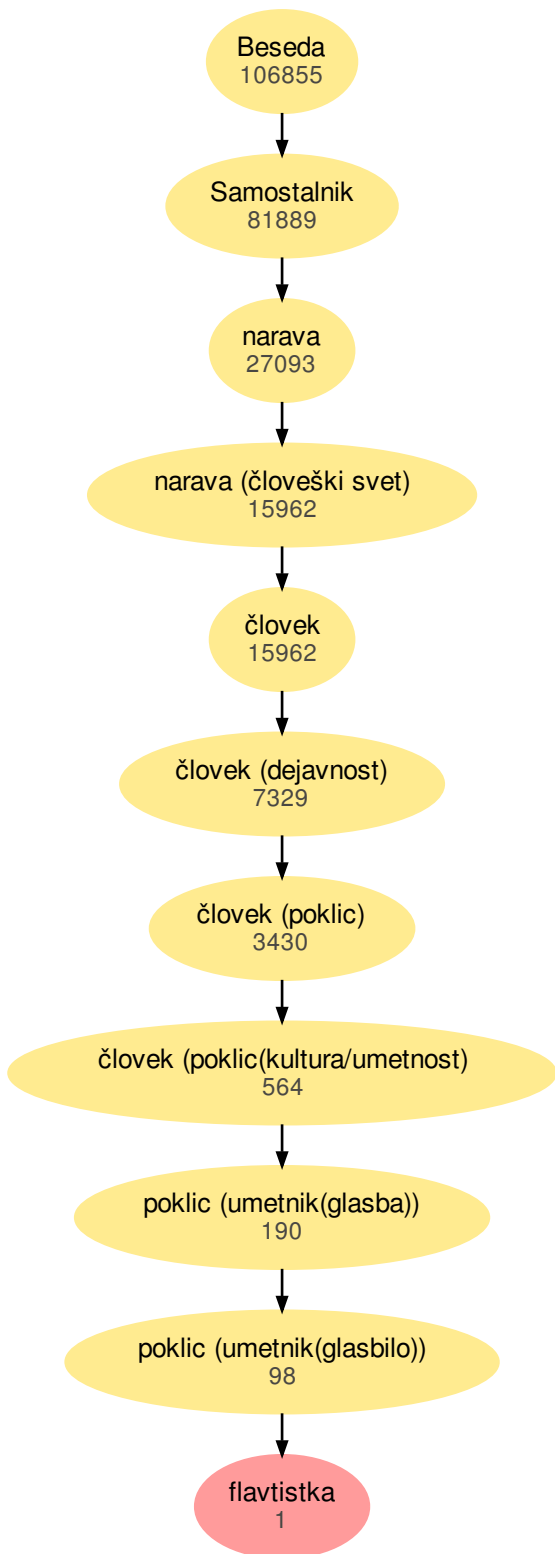 Beseda
106855
Samostalnik
81889
narava
27093
narava (človeški svet)
15962
človek
15962
človek (dejavnost)
7329
človek (poklic)
3430
človek (poklic(kultura/umetnost)
564
poklic (umetnik(glasba))
190
poklic (umetnik(glasbilo))
98
flavtistka
1